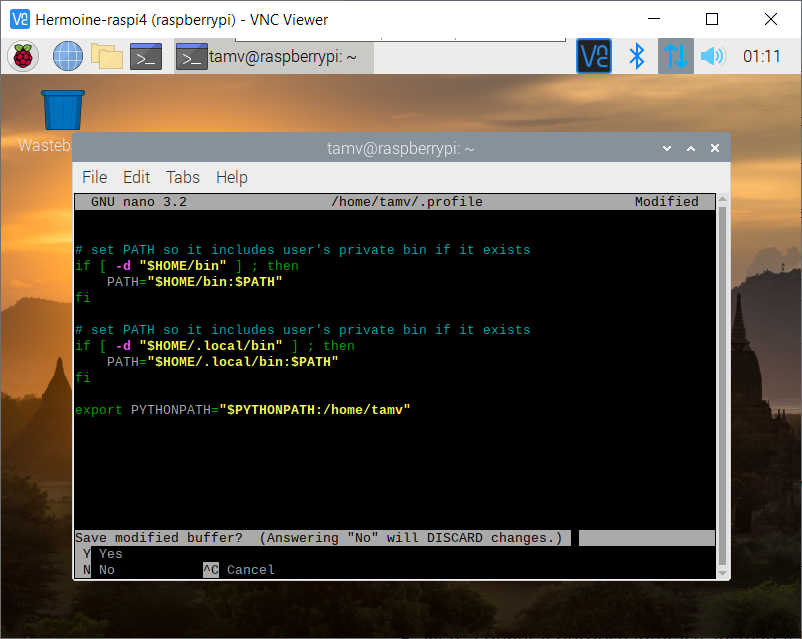 Hermoine-raspi4 (raspberrypi) - VNC Viewer
tamv@raspberrypi: ~
01:11
Wasteb
tamv@raspberrypi: ~
File Edit Tabs Help
GNU nano 3.2 /home/tamv/.profile Modified
# set PATH so it includes user's private bin if it exists
if [ -d "$HOME/bin" ] ; then
PATH="$HOME/bin:$PATH"
fi
# set PATH so it includes user's private bin if it exists
if [ -d "$HOME/.local/bin" ] ; then
PATH="$HOME/.local/bin:$PATH"
fi
export PYTHONPATH="$PYTHONPATH:/home/tamv"
Save modified buffer? (Answering "No" will DISCARD changes.)
Y Yes
N No ^C Cancel